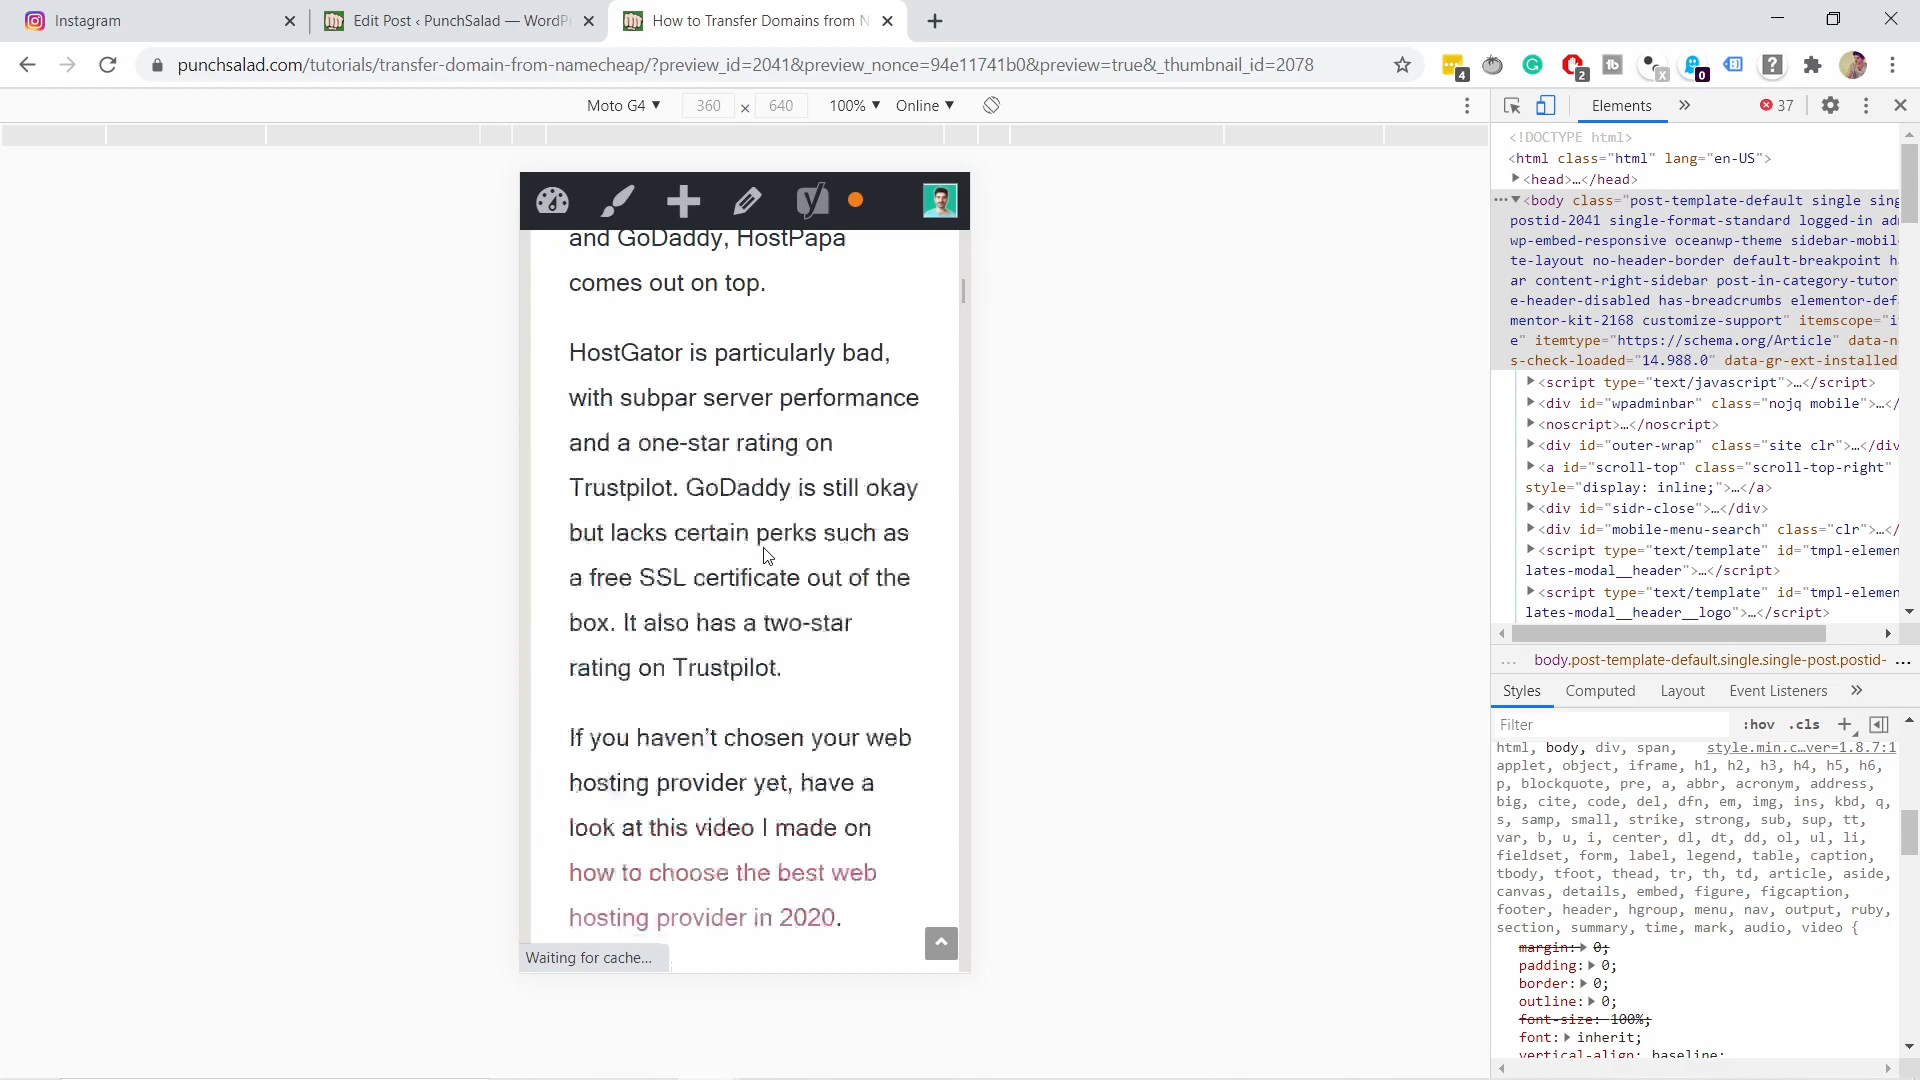 Instagram
Edit Post ‹ PunchSalad — WordP
How to Transfer Domains from N
punchsalad.com/tutorials/transfer-domain-from-namecheap/?preview_id=2041&preview_nonce=94e11741b0&preview=true&_thumbnail_id=2078
4
2
tb
x
0
Moto G4 ▼ 360 x 640 100% ▼ Online ▼
Elements » 37
and GoDaddy, HostPapa
comes out on top.
HostGator is particularly bad,
with subpar server performance
and a one-star rating on
Trustpilot. GoDaddy is still okay
but lacks certain perks such as
a free SSL certificate out of the
box. It also has a two-star
rating on Trustpilot.
If you haven’t chosen your web
hosting provider yet, have a
look at this video I made on
how to choose the best web
hosting provider in 2020.
Waiting for cache...
<!DOCTYPE html>
<html class="html" lang="en-US">
<head>…</head>
<body class="post-template-default single sing
postid-2041 single-format-standard logged-in ad
wp-embed-responsive oceanwp-theme sidebar-mobil
te-layout no-header-border default-breakpoint h
ar content-right-sidebar post-in-category-tutor
e-header-disabled has-breadcrumbs elementor-def
mentor-kit-2168 customize-support" itemscope="i
e" itemtype="https://schema.org/Article" data-n
s-check-loaded="14.988.0" data-gr-ext-installed
<script type="text/javascript">…</script>
<div id="wpadminbar" class="nojq mobile">…</
<noscript>…</noscript>
<div id="outer-wrap" class="site clr">…</div
<a id="scroll-top" class="scroll-top-right"
style="display: inline;">…</a>
<div id="sidr-close">…</div>
<div id="mobile-menu-search" class="clr">…</
<script type="text/template" id="tmpl-elemen
lates-modal__header">…</script>
<script type="text/template" id="tmpl-elemen
lates-modal__header__logo">…</script>
... body.post-template-default.single.single-post.postid- ...
Styles Computed Layout Event Listeners »
Filter :hov .cls +
html, body, div, span, style.min.c…ver=1.8.7:1
applet, object, iframe, h1, h2, h3, h4, h5, h6,
p, blockquote, pre, a, abbr, acronym, address,
big, cite, code, del, dfn, em, img, ins, kbd, q,
s, samp, small, strike, strong, sub, sup, tt,
var, b, u, i, center, dl, dt, dd, ol, ul, li,
fieldset, form, label, legend, table, caption,
tbody, tfoot, thead, tr, th, td, article, aside,
canvas, details, embed, figure, figcaption,
footer, header, hgroup, menu, nav, output, ruby,
section, summary, time, mark, audio, video {
margin: 0;
padding: 0;
border: 0;
outline: 0;
font-size: 100%;
font: inherit;
vertical-align: baseline;